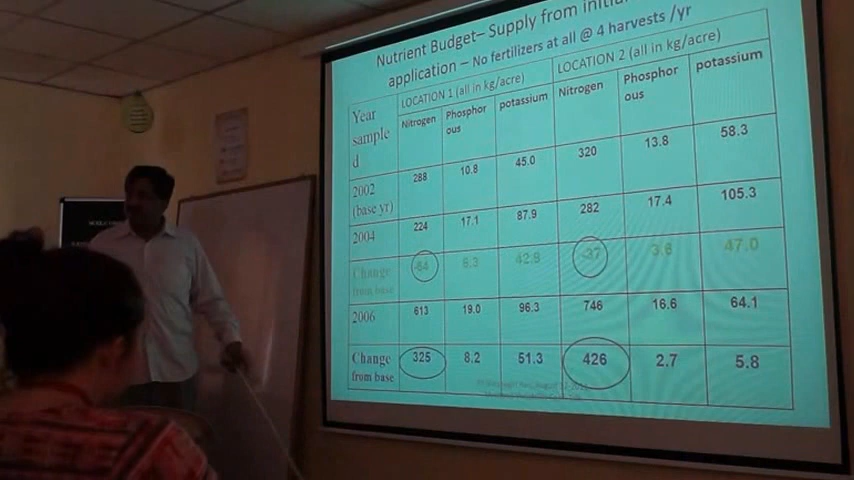 Nutrient Budget– Supply from initial
application – No fertilizers at all @ 4 harvests /yr
Year sample d LOCATION 1 (all in kg/acre) LOCATION 2 (all in kg/acre)
Nitrogen Phosphor ous potassium Nitrogen Phosphor ous potassium
2002 (base yr) 288 10.8 45.0 320 13.8 58.3
2004 224 17.1 87.9 282 17.4 105.3
Change from base -64 6.3 42.9 -37 3.6 47.0
2006 613 19.0 96.3 746 16.6 64.1
Change from base 325 8.2 51.3 426 2.7 5.8